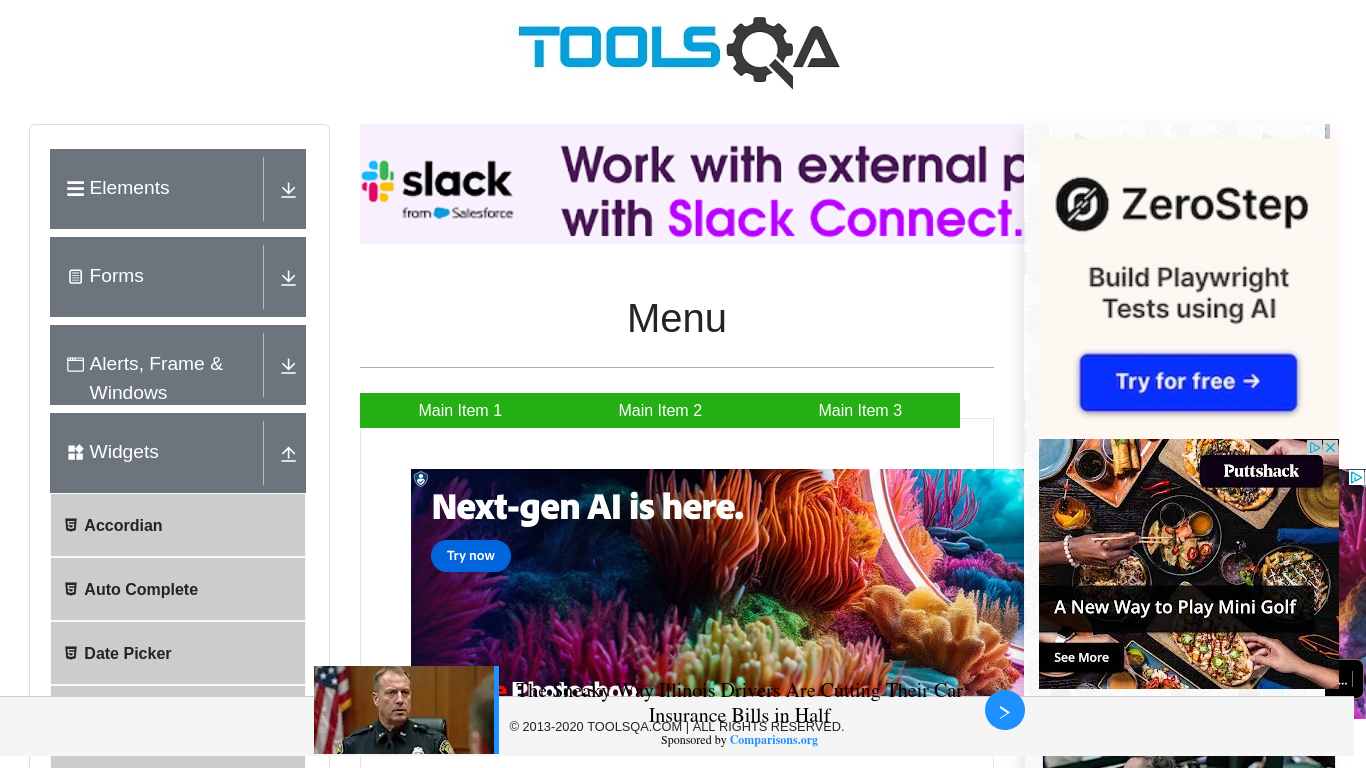 TOOLSQA
Elements
Forms
Alerts, Frame &
Windows
Widgets
Accordian
Auto Complete
Date Picker
slack
from Salesforce
Work with external
with Slack Connect.
Menu
Main Item 1
Main Item 2
Main Item 3
Next-gen AI is here.
Try now
ZeroStep
Build Playwright
Tests using AI
Try for free →
Puttshack
A New Way to Play Mini Golf
See More
The Sneaky Way Illinois Drivers Are Cutting Their Car
Insurance Bills in Half
Sponsored by Comparisons.org
© 2013-2020 TOOLSQA.COM | ALL RIGHTS RESERVED.